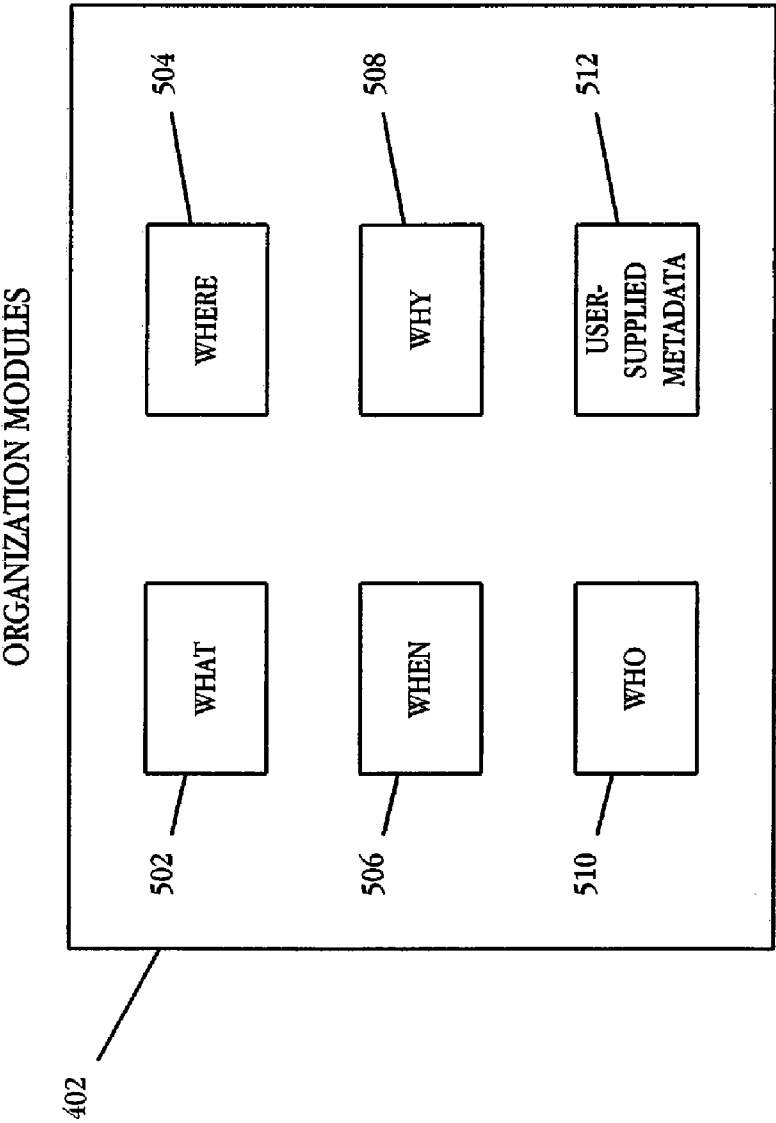 ORGANIZATION MODULES
402
502
WHAT
WHERE
504
506
WHEN
WHY
508
510
WHO
USER-
SUPPLIED
METADATA
512